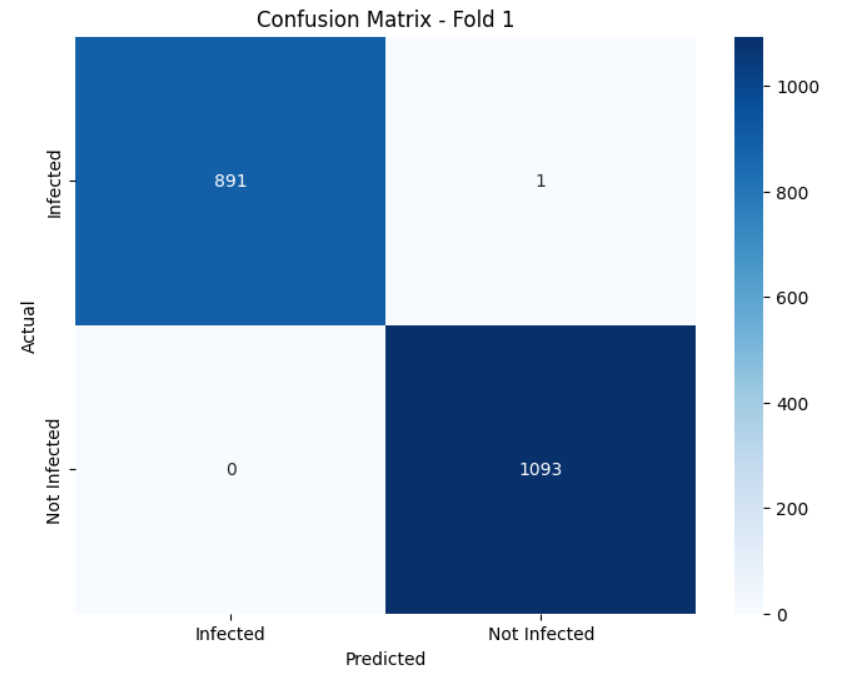 Confusion Matrix - Fold 1
1000
800
600
400
200
0
Actual
Infected
Not Infected
891
1
0
1093
Infected
Not Infected
Predicted